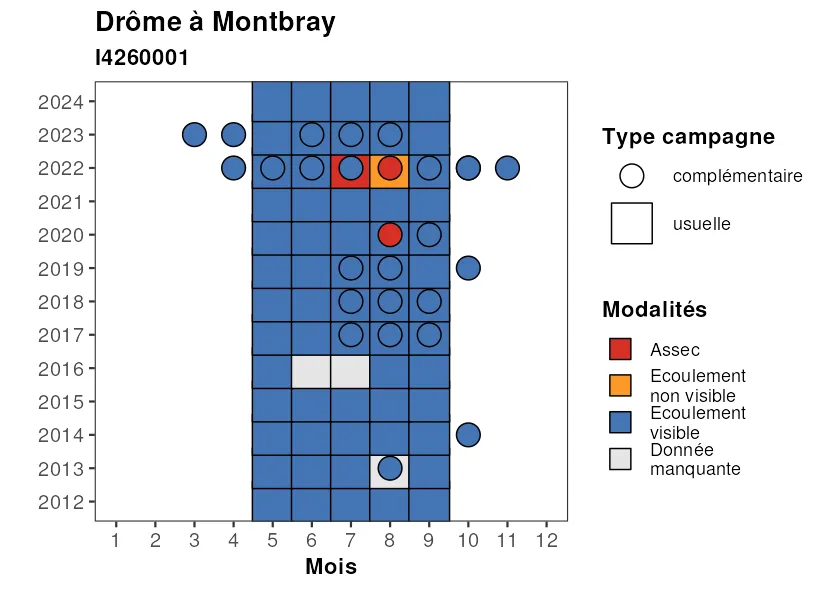 Drôme à Montbray
I4260001
2024
2023
2022
2021
2020
2019
2018
2017
2016
2015
2014
2013
2012
1 2 3 4 5 6 7 8 9 10 11 12
Mois
Type campagne
complémentaire
usuelle
Modalités
Assec
Ecoulement
non visible
Ecoulement
visible
Donnée
manquante